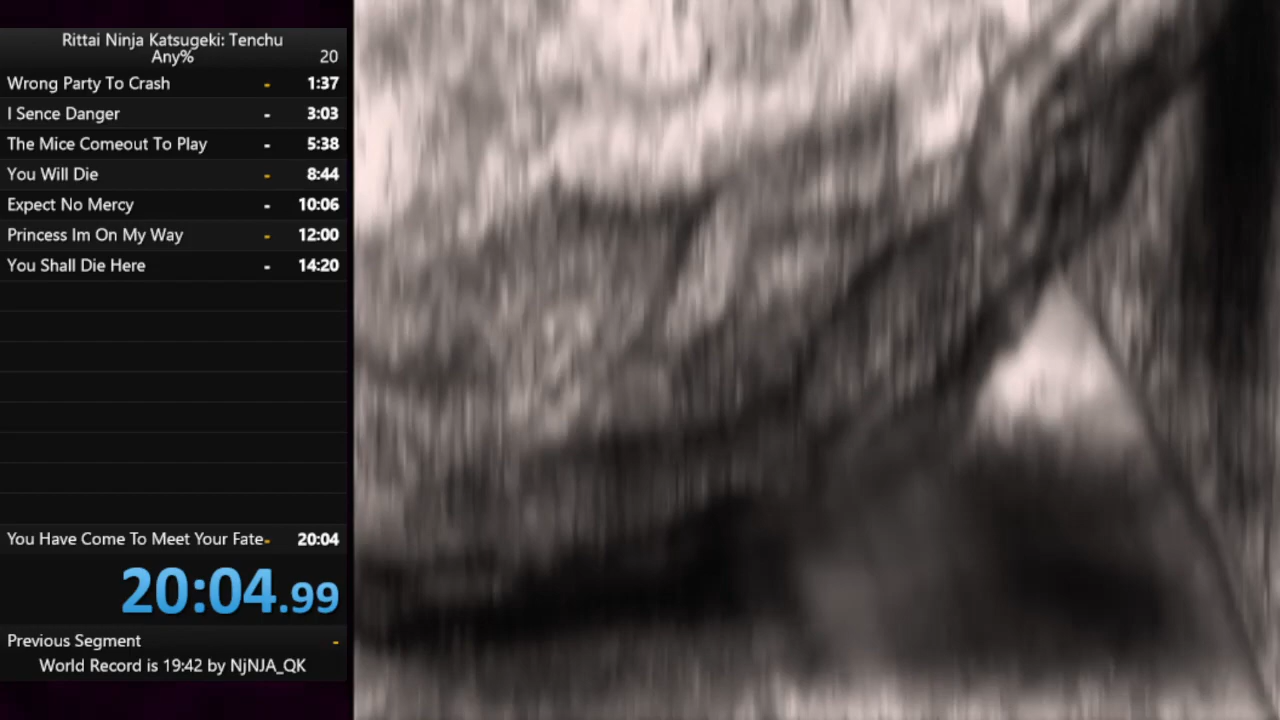 Rittai Ninja Katsugeki: Tenchu
Any% 20
Wrong Party To Crash - 1:37
I Sence Danger - 3:03
The Mice Comeout To Play - 5:38
You Will Die - 8:44
Expect No Mercy - 10:06
Princess Im On My Way - 12:00
You Shall Die Here - 14:20
You Have Come To Meet Your Fate - 20:04
20:04.99
Previous Segment -
World Record is 19:42 by NjNJA_QK